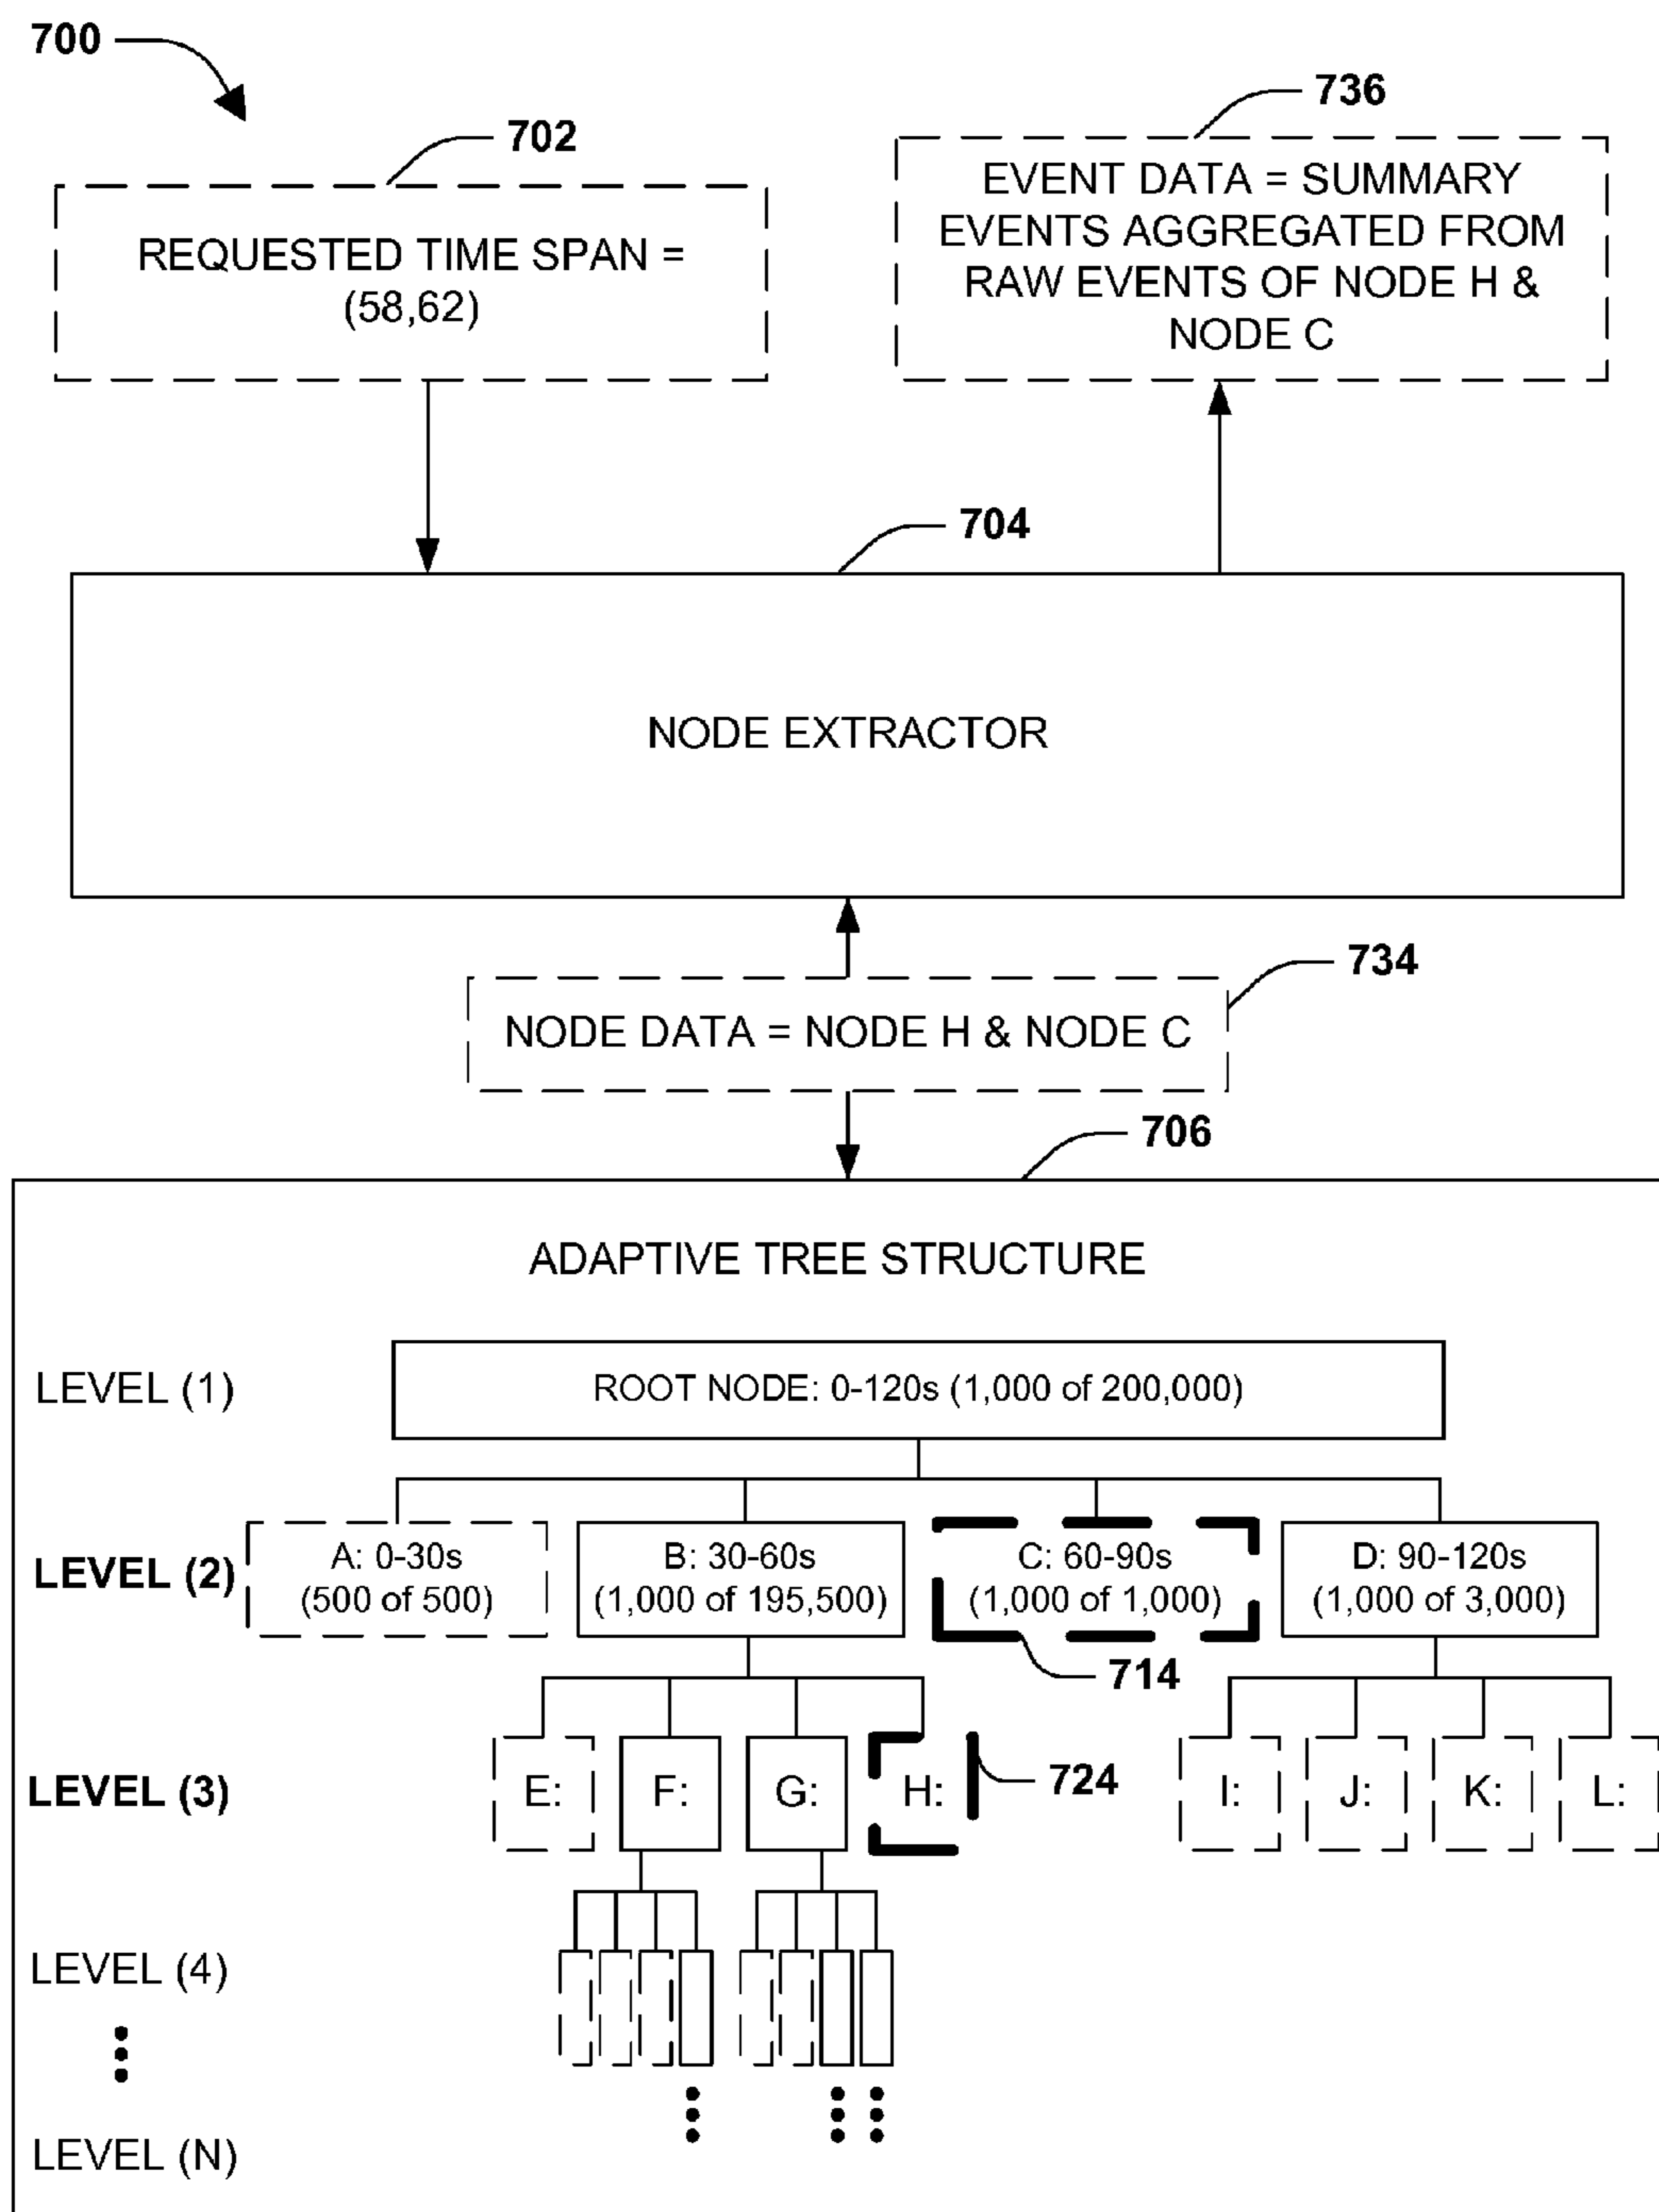 700
702
736
REQUESTED TIME SPAN =
(58,62)
EVENT DATA = SUMMARY
EVENTS AGGREGATED FROM
RAW EVENTS OF NODE H &
NODE C
704
NODE EXTRACTOR
734
NODE DATA = NODE H & NODE C
706
ADAPTIVE TREE STRUCTURE
LEVEL (1)
ROOT NODE: 0-120s (1,000 of 200,000)
LEVEL (2)
A: 0-30s
(500 of 500)
B: 30-60s
(1,000 of 195,500)
C: 60-90s
(1,000 of 1,000)
D: 90-120s
(1,000 of 3,000)
714
LEVEL (3)
E:
F:
G:
H:
724
I:
J:
K:
L:
LEVEL (4)
LEVEL (N)